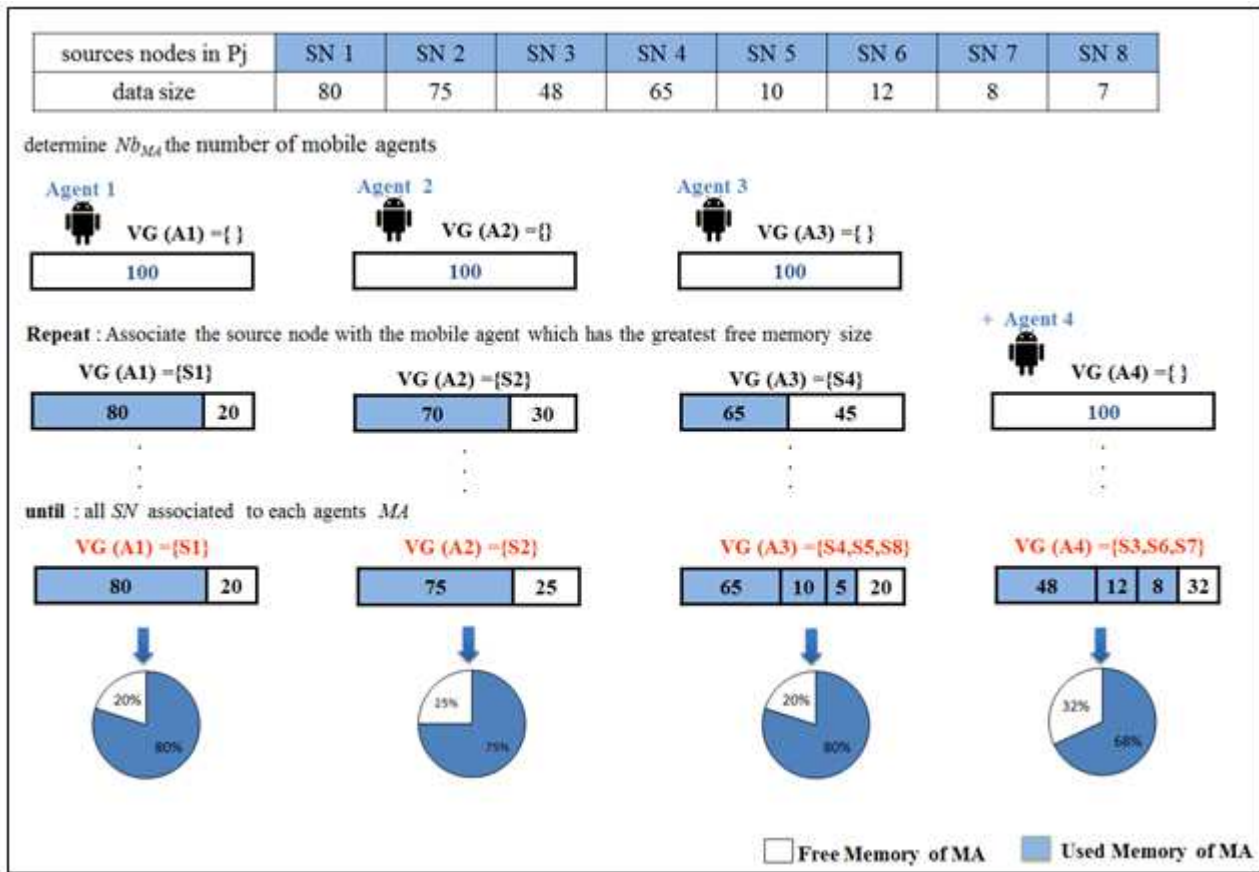 sources nodes in Pj SN 1 SN 2 SN 3 SN 4 SN 5 SN 6 SN 7 SN 8
data size 80 75 48 65 10 12 8 7
determine Nb_MA the number of mobile agents
Agent 1 Agent 2 Agent 3
VG (A1) ={ } VG (A2) ={} VG (A3) ={ }
100 100 100
+ Agent 4
Repeat : Associate the source node with the mobile agent which has the greatest free memory size
VG (A1) ={S1} VG (A2) ={S2} VG (A3) ={S4} VG (A4) ={ }
80 20 70 30 65 45 100
until : all SN associated to each agents MA
VG (A1) ={S1} VG (A2) ={S2} VG (A3) ={S4,S5,S8} VG (A4) ={S3,S6,S7}
80 20 75 25 65 10 5 20 48 12 8 32
20% 25% 20% 32%
80% 75% 80% 68%
Free Memory of MA Used Memory of MA